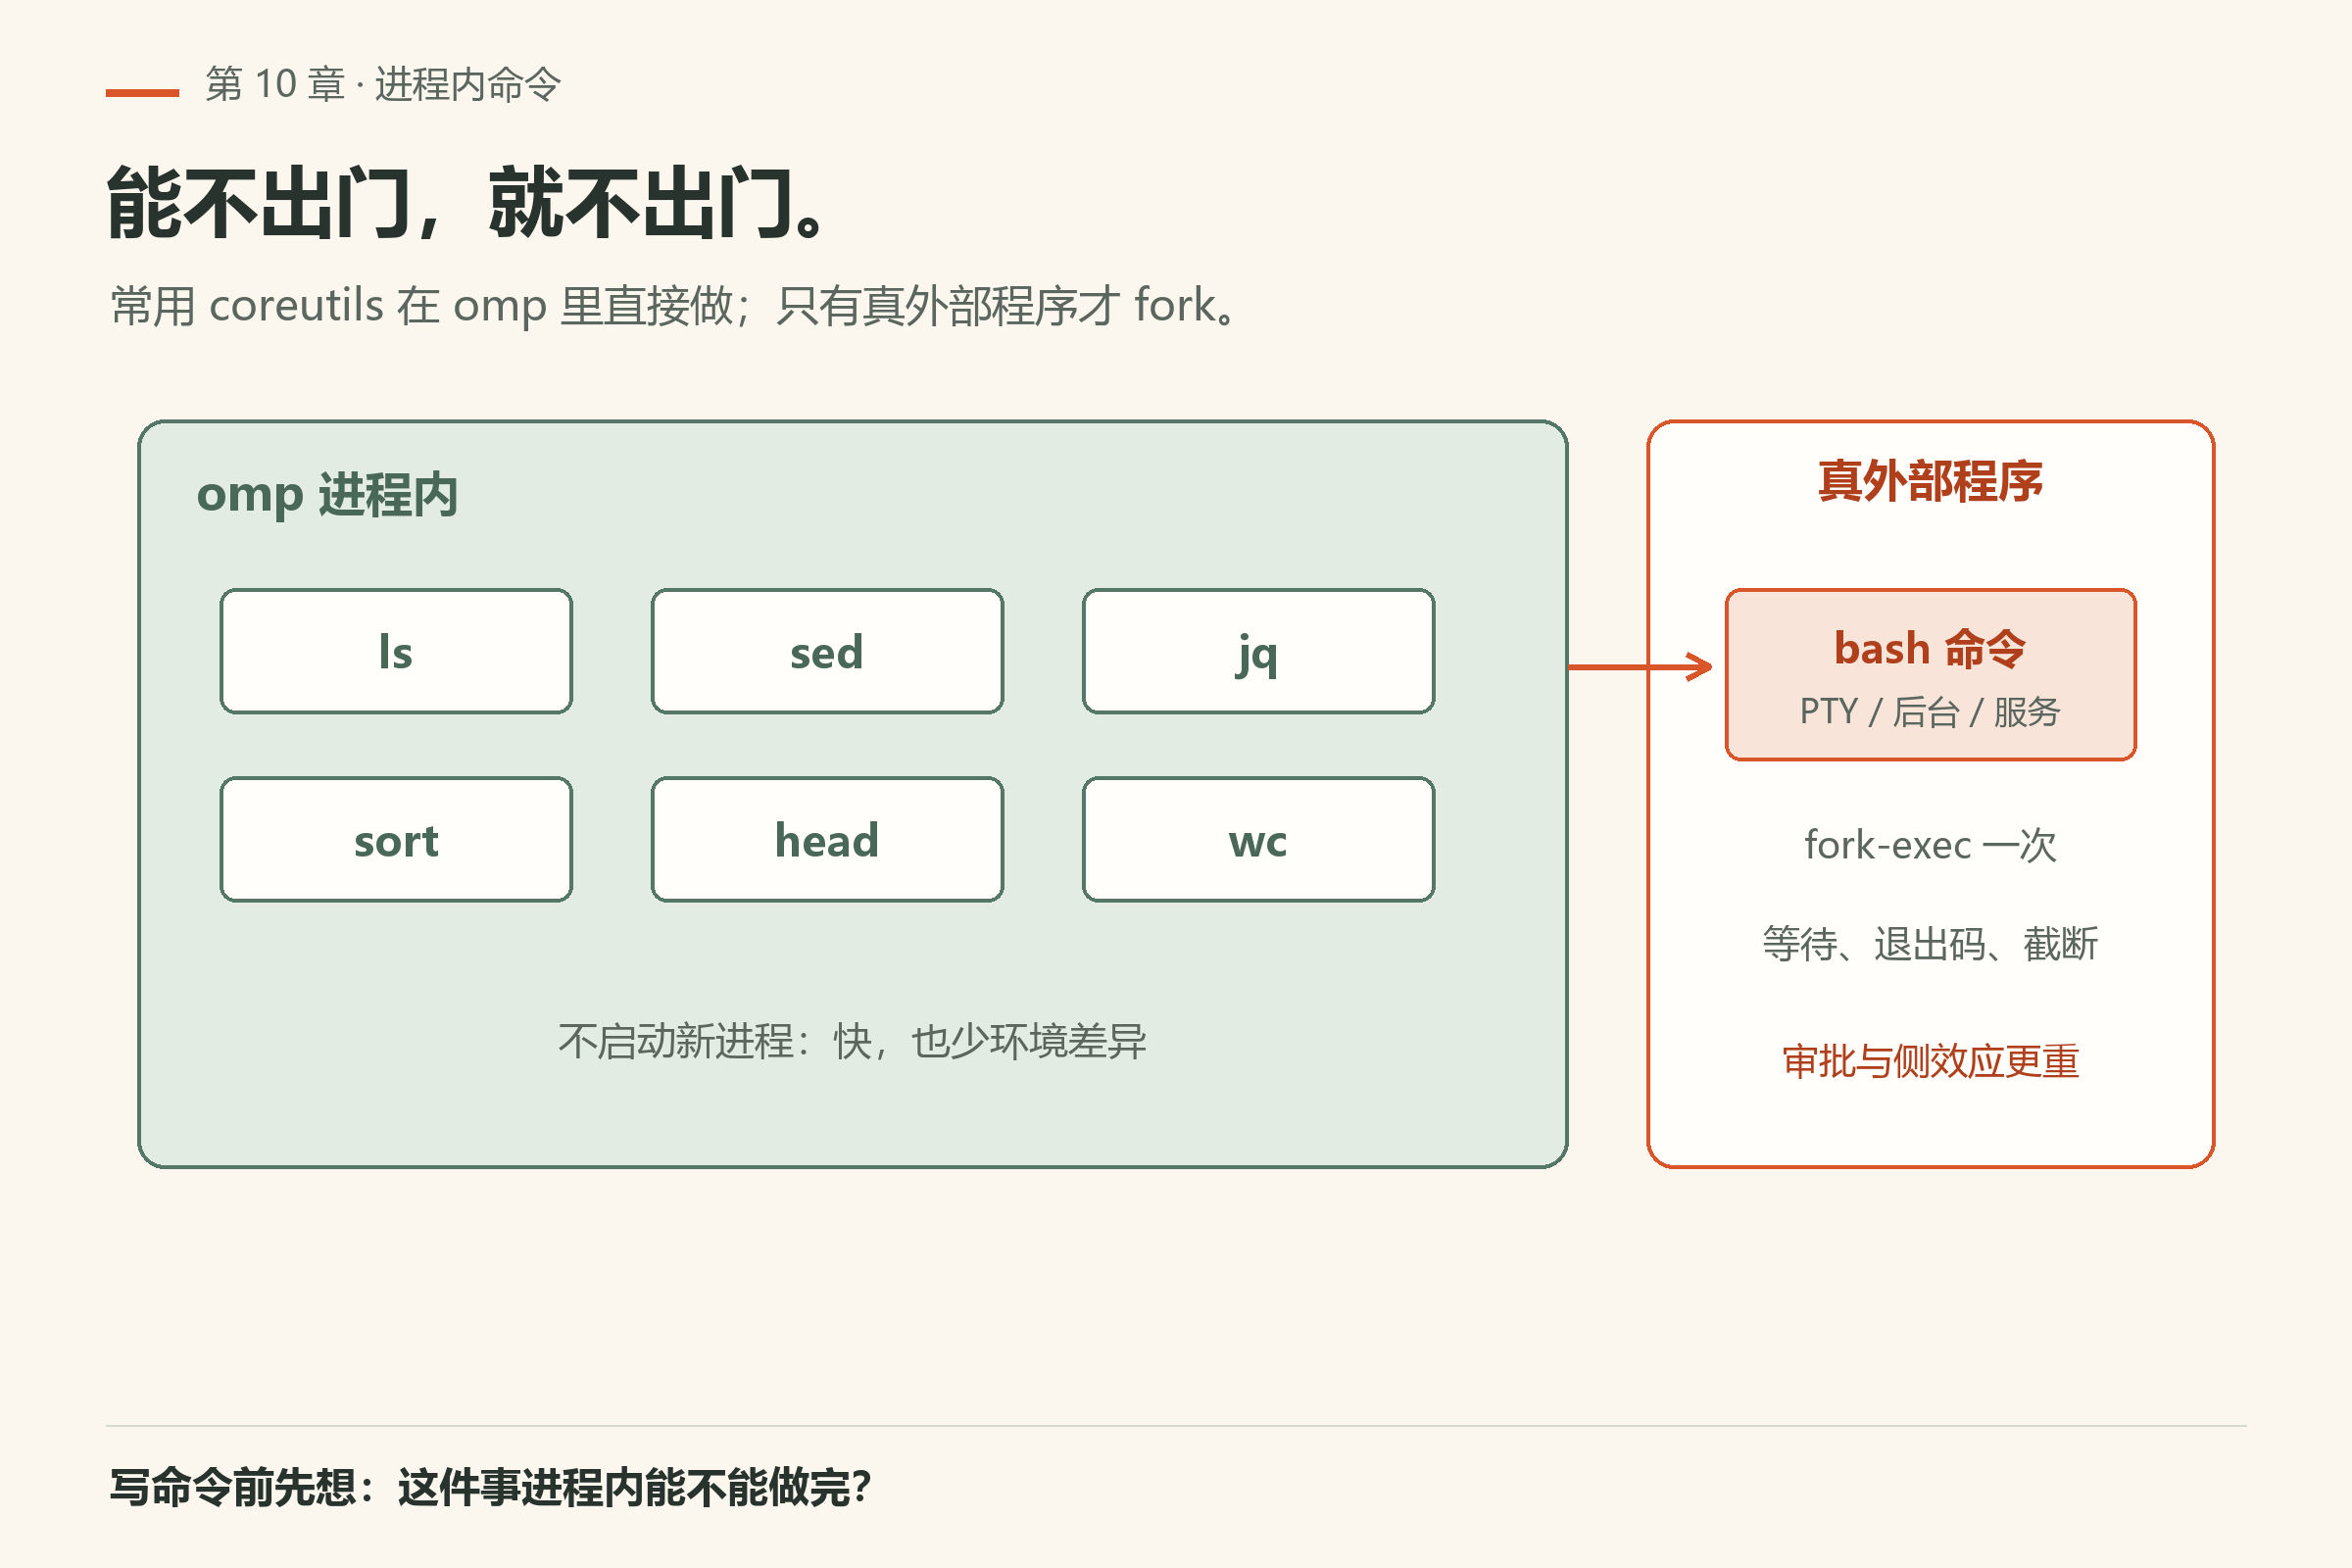 第 10 章 · 进程内命令
能不出门，就不出门。
常用 coreutils 在 omp 里直接做；只有真外部程序才 fork。
omp 进程内
ls
sed
jq
sort
head
wc
不启动新进程：快，也少环境差异
真外部程序
bash 命令
PTY / 后台 / 服务
fork-exec 一次
等待、退出码、截断
审批与侧效应更重
写命令前先想：这件事进程内能不能做完？